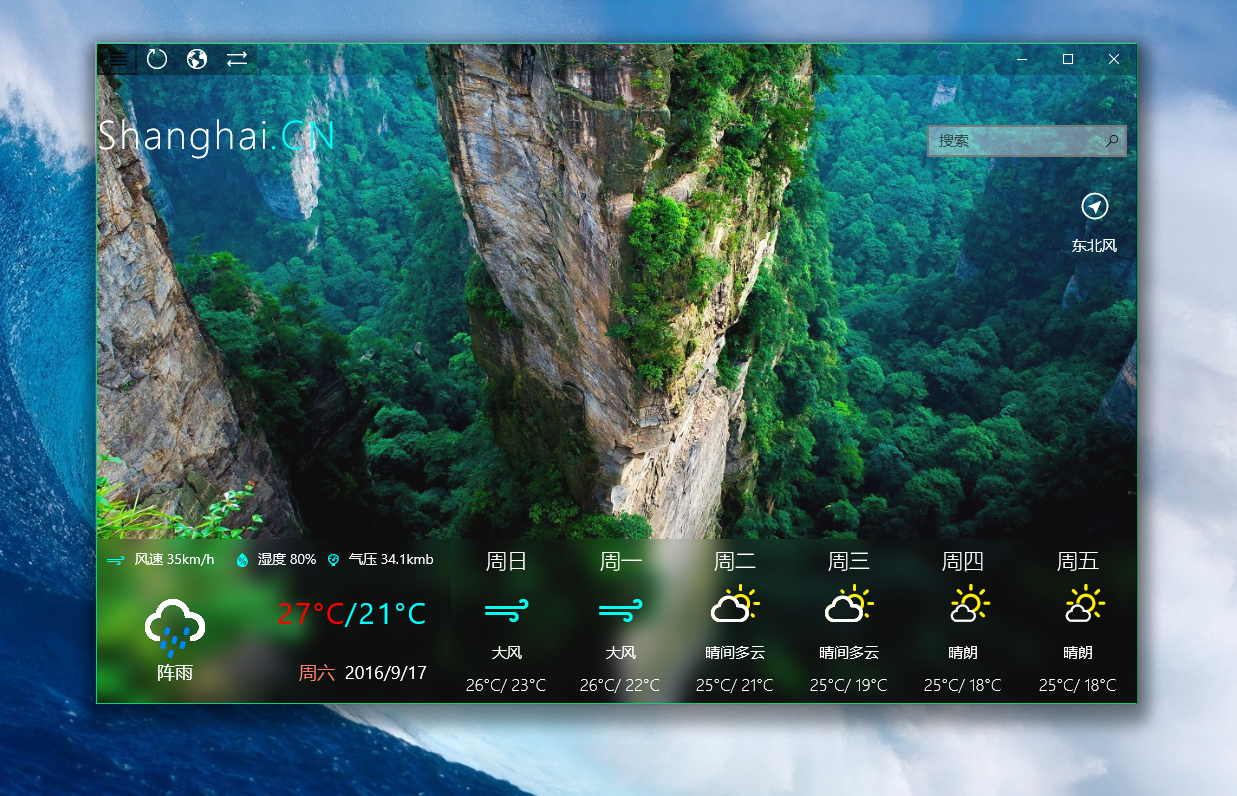 Shanghai.CN
搜索
东北风
风速 35km/h 湿度 80% 气压 34.1kmb
27°C/21°C
阵雨
周六 2016/9/17
周日 周一 周二 周三 周四 周五
大风 大风 晴间多云 晴间多云 晴朗 晴朗
26°C/ 23°C 26°C/ 22°C 25°C/ 21°C 25°C/ 19°C 25°C/ 18°C 25°C/ 18°C